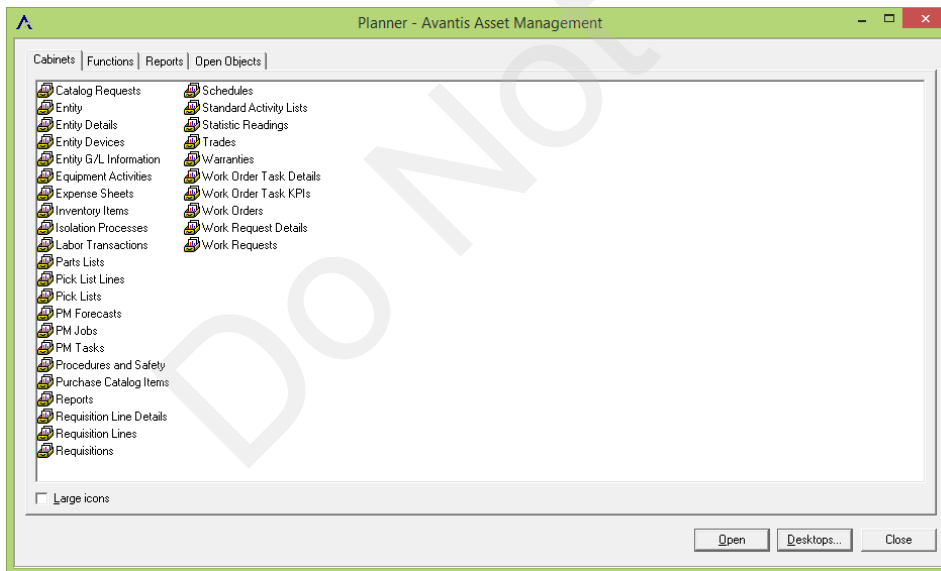 Planner - Avantis Asset Management
Cabinets Functions Reports Open Objects
Catalog Requests
Entity
Entity Details
Entity Devices
Entity G/L Information
Equipment Activities
Expense Sheets
Inventory Items
Isolation Processes
Labor Transactions
Parts Lists
Pick List Lines
Pick Lists
PM Forecasts
PM Jobs
PM Tasks
Procedures and Safety
Purchase Catalog Items
Reports
Requisition Line Details
Requisition Lines
Requisitions
Schedules
Standard Activity Lists
Statistic Readings
Trades
Warranties
Work Order Task Details
Work Order Task KPIs
Work Orders
Work Request Details
Work Requests
Large icons
Open Desktops... Close
Do Not